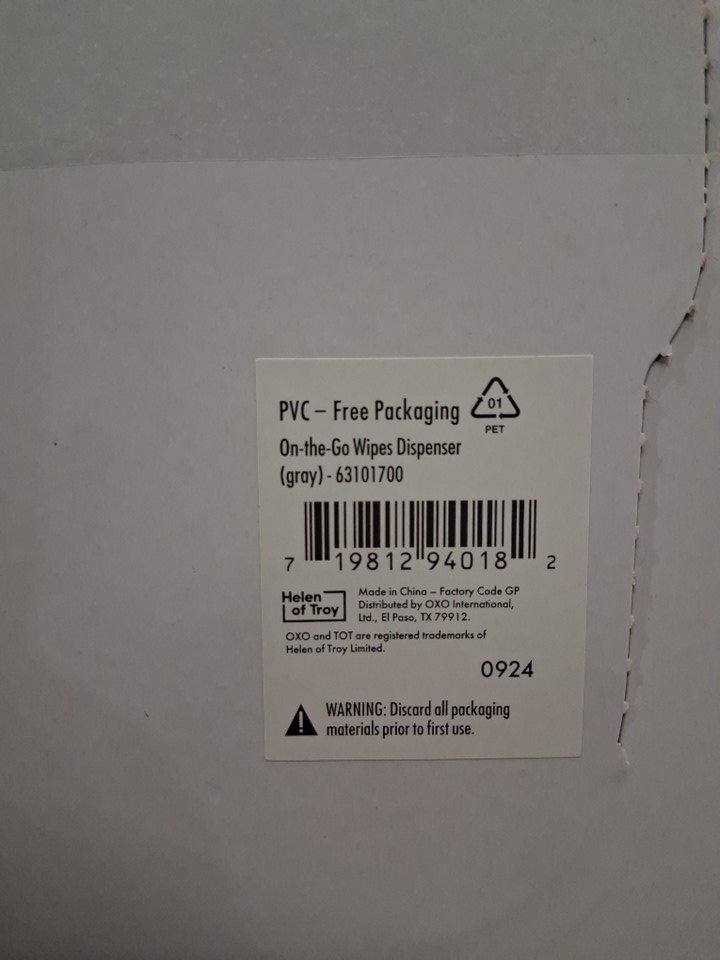 PVC – Free Packaging
01
PET
On-the-Go Wipes Dispenser
(gray) - 63101700
7 19812 94018 2
Helen
of Troy
Made in China – Factory Code GP
Distributed by OXO International,
Ltd., El Paso, TX 79912.
OXO and TOT are registered trademarks of
Helen of Troy Limited.
0924
WARNING: Discard all packaging
materials prior to first use.